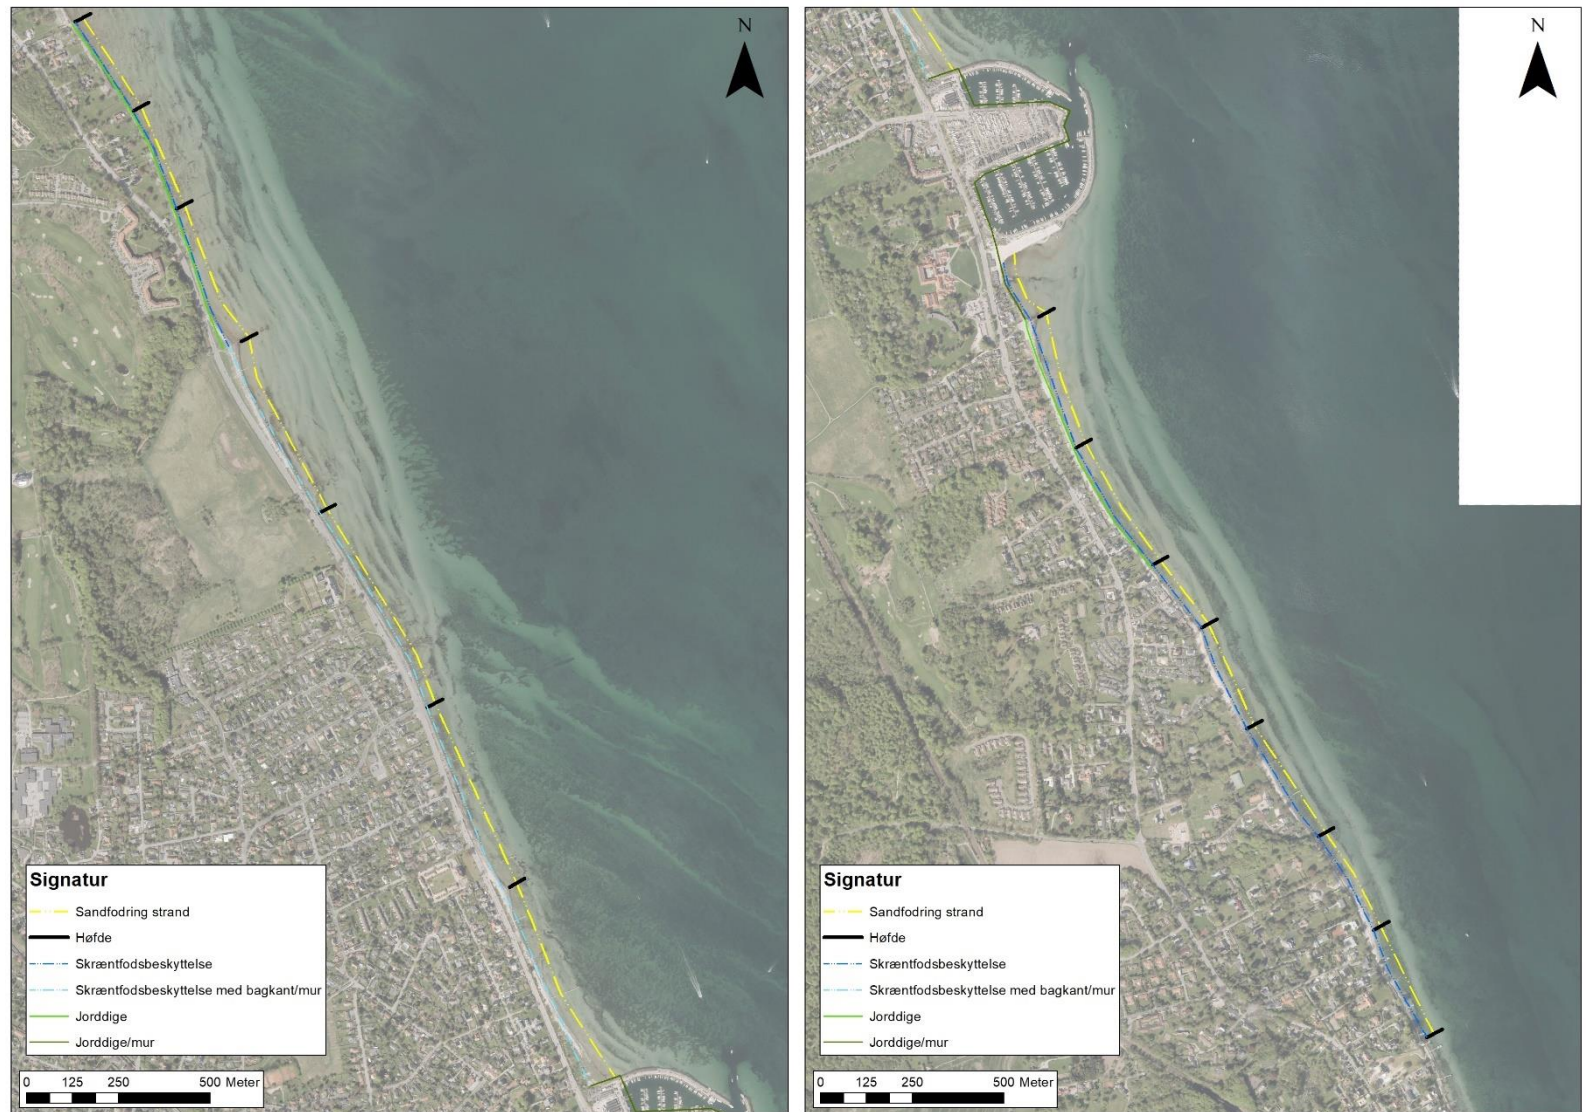 N
Signatur
Sandfodring strand
Høfde
Skræntfodsbeskyttelse
Skræntfodsbeskyttelse med bagkant/mur
Jorddige
Jorddige/mur
0 125 250 500 Meter
N
Signatur
Sandfodring strand
Høfde
Skræntfodsbeskyttelse
Skræntfodsbeskyttelse med bagkant/mur
Jorddige
Jorddige/mur
0 125 250 500 Meter